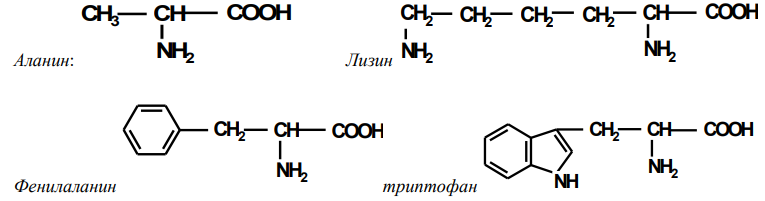 CH3 CH COOH CH2 CH2 CH2 CH2 CH COOH
Аланин: NH2 Лизин NH2 NH2
CH2 CH COOH CH2 CH COOH
Фенилаланин NH2 триптофан NH NH2